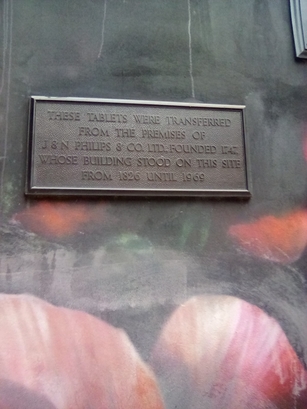 THESE TABLETS WERE TRANSFERRED
FROM THE PREMISES OF
J & N PHILIPS & CO. LTD. FOUNDED 1747,
WHOSE BUILDING STOOD ON THIS SITE
FROM 1826 UNTIL 1969